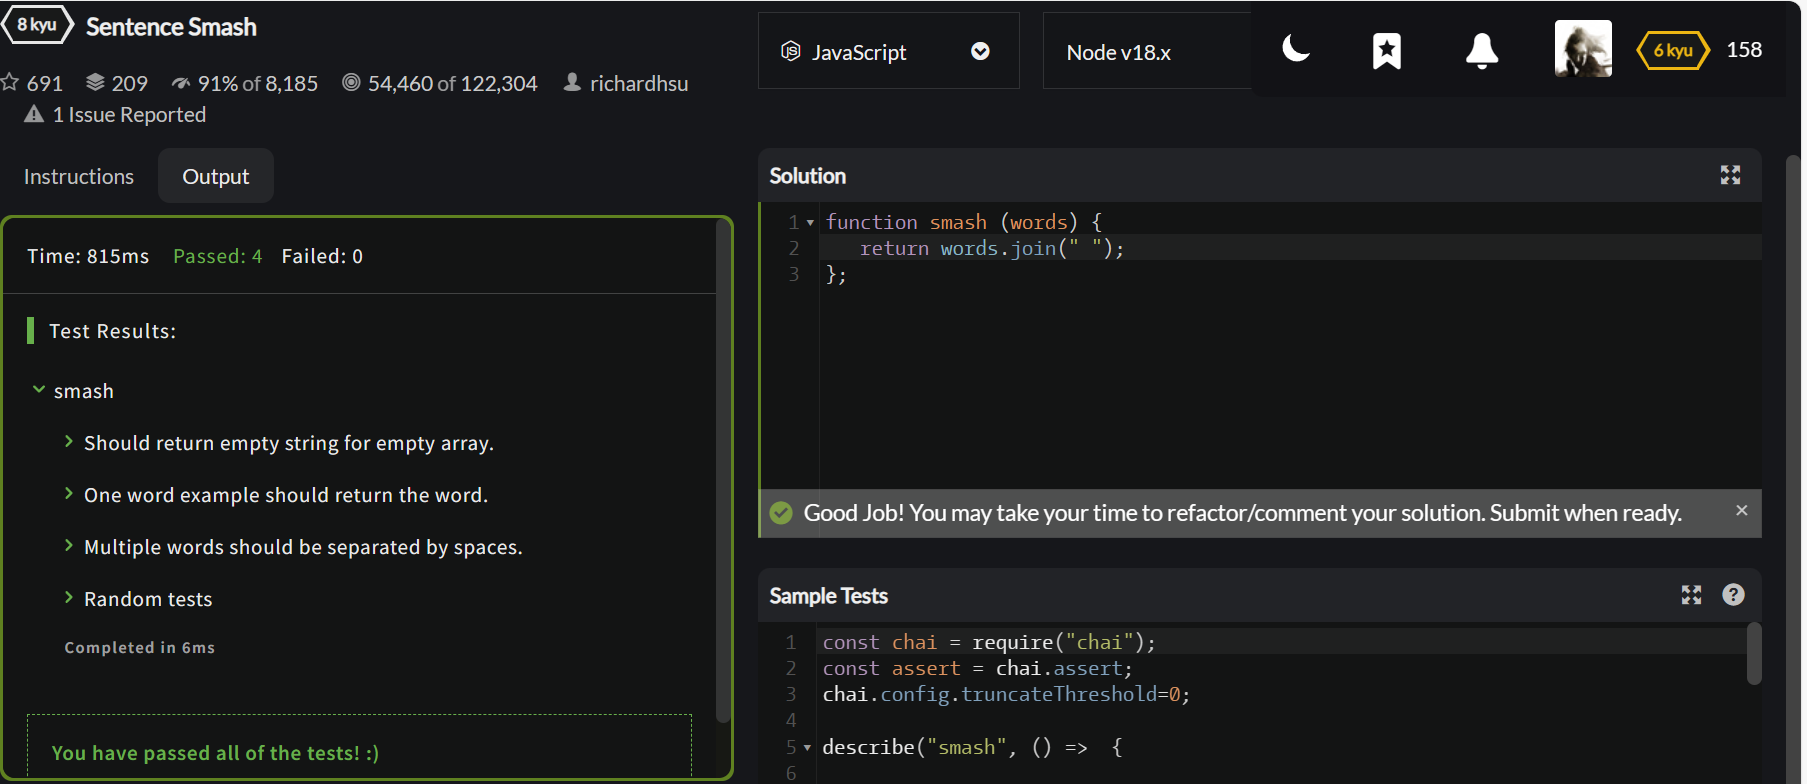 8 kyu Sentence Smash
691 209 91% of 8,185 54,460 of 122,304 richardhsu
1 Issue Reported
JS JavaScript
Node v18.x
6 kyu 158
Instructions Output
Time: 815ms Passed: 4 Failed: 0
Test Results:
smash
Should return empty string for empty array.
One word example should return the word.
Multiple words should be separated by spaces.
Random tests
Completed in 6ms
You have passed all of the tests! :)
Solution
1 function smash (words) {
2 return words.join(" ");
3 };
Good Job! You may take your time to refactor/comment your solution. Submit when ready. ×
Sample Tests ?
1 const chai = require("chai");
2 const assert = chai.assert;
3 chai.config.truncateThreshold=0;
4
5 describe("smash", () => {
6